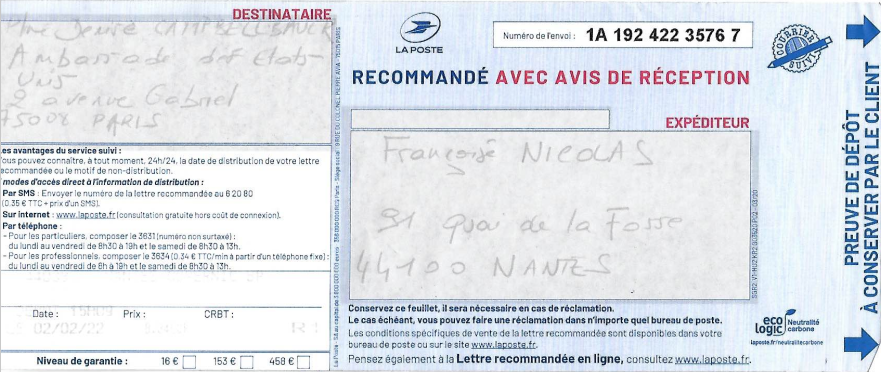 DESTINATAIRE
Mme Denise CAMPBELL BAUER
Ambassade des États-
Unis
2 avenue Gabriel
75008 PARIS
Les avantages du service suivi :
Vous pouvez connaître, à tout moment, 24h/24, la date de distribution de votre lettre
recommandée ou le motif de non-distribution.
modes d'accès direct à l'information de distribution :
Par SMS : Envoyer le numéro de la lettre recommandée au 6 20 80
(0,35 € TTC + prix d'un SMS).
Sur internet : www.laposte.fr (consultation gratuite hors coût de connexion).
Par téléphone :
- Pour les particuliers, composer le 3631 (numéro non surtaxé) :
du lundi au vendredi de 8h30 à 19h et le samedi de 8h30 à 13h.
- Pour les professionnels, composer le 3634 (0,34 € TTC/min à partir d'un téléphone fixe) :
du lundi au vendredi de 8h à 19h et le samedi de 8h30 à 13h.
Date : Prix : CRBT :
02/02/22 R1
Niveau de garantie : 16 € 153 € 458 €
LA POSTE
Numéro de l'envoi : 1A 192 422 3576 7
COURRIER SUIVI
RECOMMANDÉ AVEC AVIS DE RÉCEPTION
EXPÉDITEUR
Françoise NICOLAS
91 Quai de la Fosse
44100 NANTES
Conservez ce feuillet, il sera nécessaire en cas de réclamation.
Le cas échéant, vous pouvez faire une réclamation dans n'importe quel bureau de poste.
Les conditions spécifiques de vente de la lettre recommandée sont disponibles dans votre
bureau de poste ou sur le site www.laposte.fr.
Pensez également à la Lettre recommandée en ligne, consultez www.laposte.fr.
eco logic Neutralité carbone
laposte.fr/neutralitecarbone
PREUVE DE DÉPÔT
À CONSERVER PAR LE CLIENT